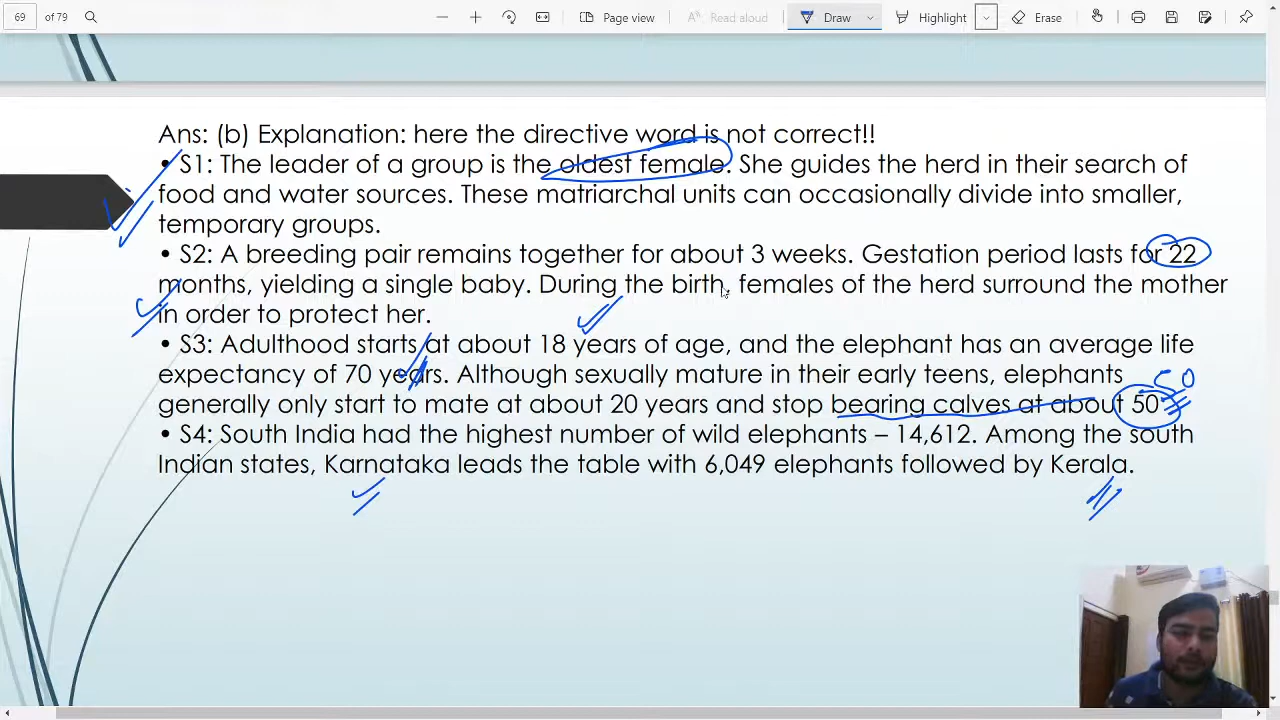 69 of 79 Page view Read aloud Draw Highlight Erase
Ans: (b) Explanation: here the directive word is not correct!!
• S1: The leader of a group is the oldest female. She guides the herd in their search of
food and water sources. These matriarchal units can occasionally divide into smaller,
temporary groups.
• S2: A breeding pair remains together for about 3 weeks. Gestation period lasts for 22
months, yielding a single baby. During the birth, females of the herd surround the mother
in order to protect her.
• S3: Adulthood starts at about 18 years of age, and the elephant has an average life
expectancy of 70 years. Although sexually mature in their early teens, elephants
50
generally only start to mate at about 20 years and stop bearing calves at about 50
• S4: South India had the highest number of wild elephants – 14,612. Among the south
Indian states, Karnataka leads the table with 6,049 elephants followed by Kerala.